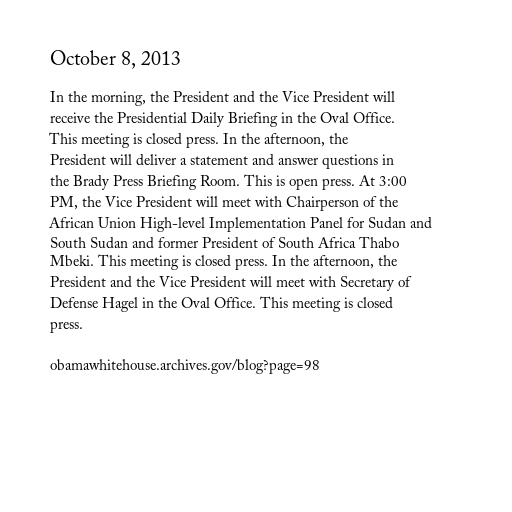 October 8, 2013
In the morning, the President and the Vice President will
receive the Presidential Daily Briefing in the Oval Office.
This meeting is closed press. In the afternoon, the
President will deliver a statement and answer questions in
the Brady Press Briefing Room. This is open press. At 3:00
PM, the Vice President will meet with Chairperson of the
African Union High-level Implementation Panel for Sudan and
South Sudan and former President of South Africa Thabo
Mbeki. This meeting is closed press. In the afternoon, the
President and the Vice President will meet with Secretary of
Defense Hagel in the Oval Office. This meeting is closed
press.
obamawhitehouse.archives.gov/blog?page=98